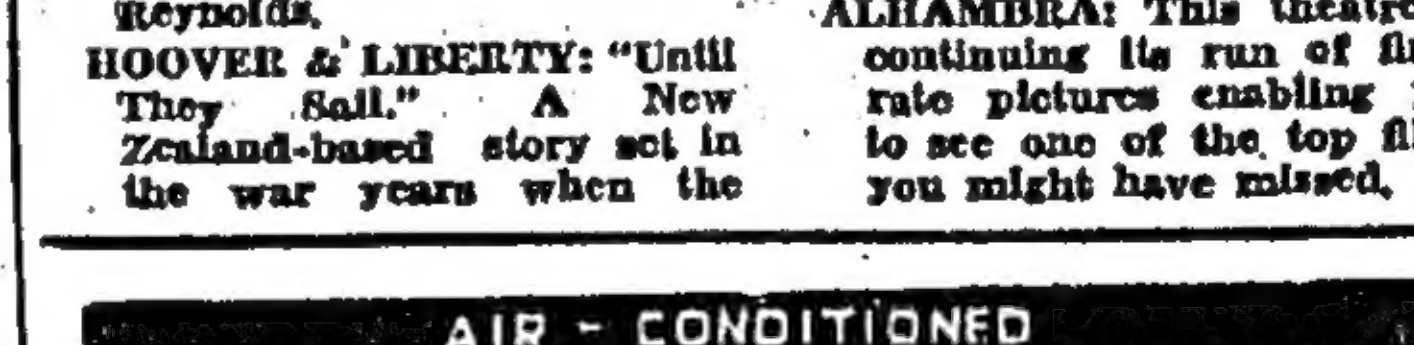 Reynolds.
HOOVER & LIBERTY: "Until
They Sail." A New
Zealand-based story set in
the war years when the
ALHAMBRA: This theatre
continuing its run of
rate pictures enabling
to see one of the top
you might have missed.
AIR - CONDITIONED